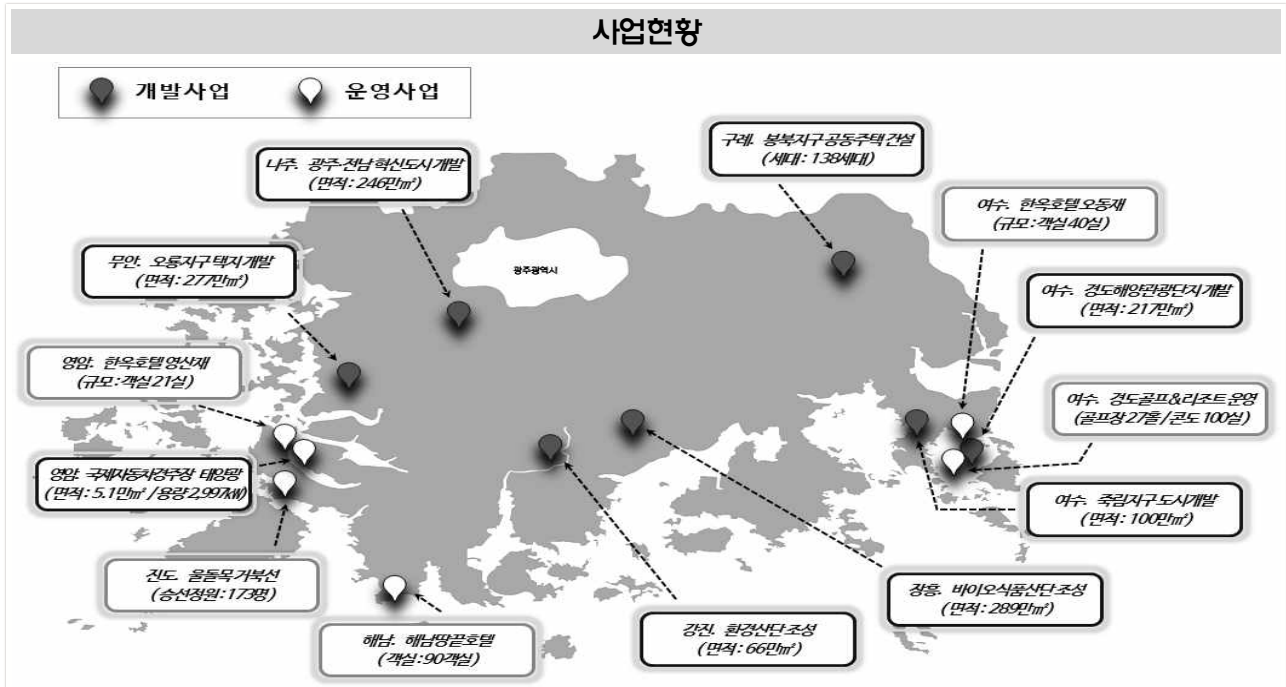 사업현황
개발사업
운영사업
나주. 광주·전남 혁신도시 개발
(면적 : 246만㎡)
구례. 봉북지구 공동주택 건설
(세대 : 138세대)
여수. 한옥호텔 오동재
(규모 : 객실 40실)
무안. 오룡지구 택지 개발
(면적 : 277만㎡)
광주광역시
여수. 경도해양관광단지 개발
(면적 : 217만㎡)
영암. 한옥호텔 영산재
(규모 : 객실 21실)
여수. 경도골프&리조트 운영
(골프장 27홀 / 콘도 100실)
영암. 국제자동차경주장 태양광
(면적 : 5.1만㎡ / 용량 2,997kW)
여수. 죽림지구 도시개발
(면적 : 100만㎡)
진도. 울돌목 거북선
(승선정원 : 173명)
장흥. 바이오식품산단 조성
(면적 : 289만㎡)
강진. 환경산단 조성
(면적 : 66만㎡)
해남. 해남땅끝호텔
(객실 : 90객실)